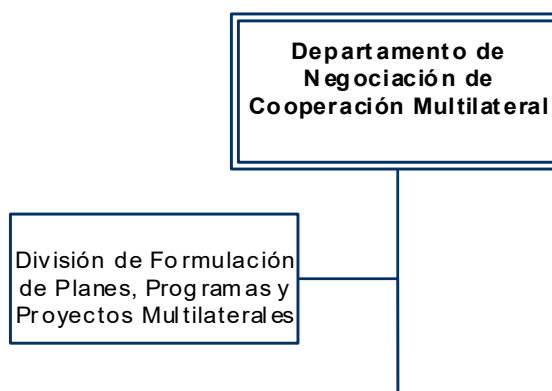 Departamento de
Negociación de
Cooperación Multilateral
División de Formulación
de Planes, Programas y
Proyectos Multilaterales